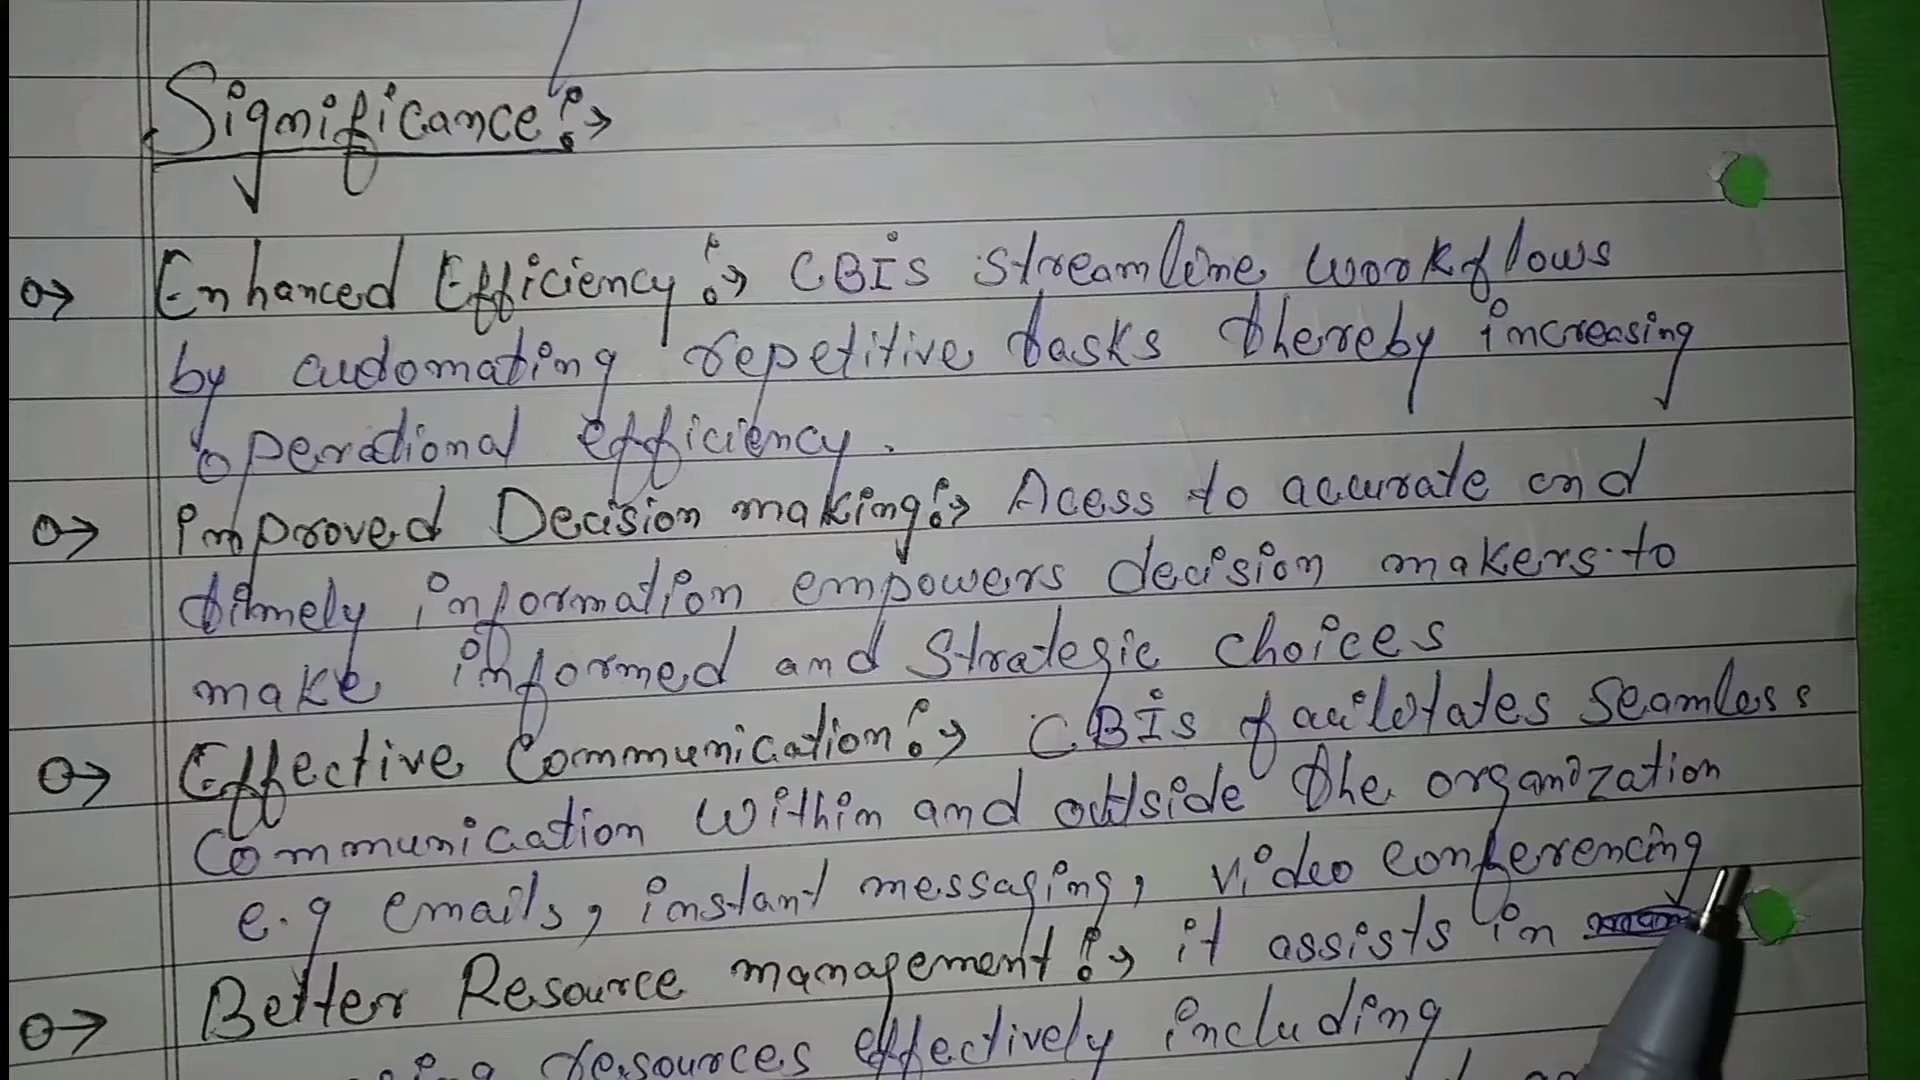 Significance :→
→ Enhanced Efficiency :→ CBIS streamline workflows
by automating repetitive tasks thereby increasing
operational efficiency.
→ improved Decision making :→ Acess to accurate and
timely information empowers decision makers to
make informed and strategic choices
→ Effective Communication :→ CBIS facilotates seamless
Communication within and outside the organization
e.g emails, instant messaging, video conferencing
→ Better Resource management :→ it assists in
resources effectively including